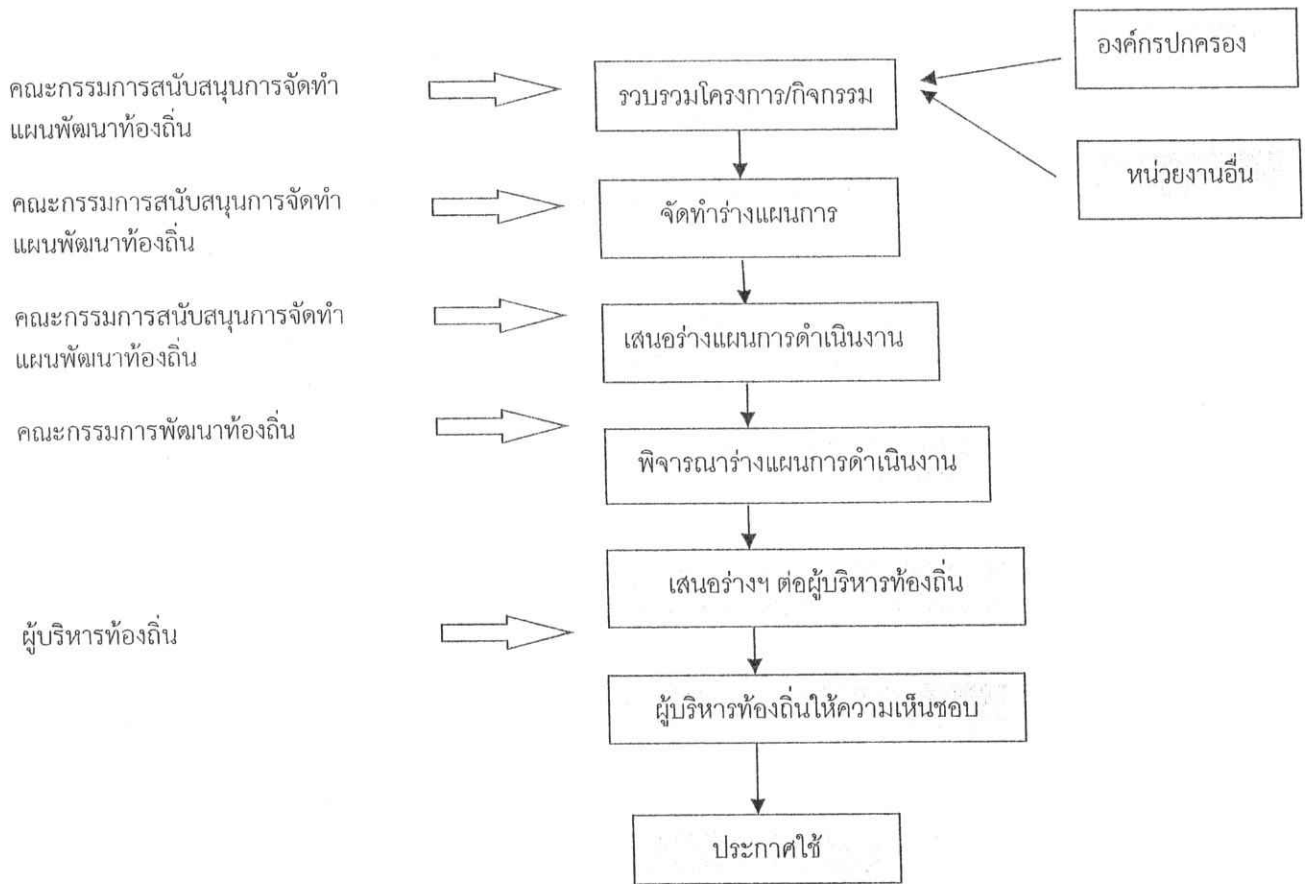 องค์กรปกครอง
คณะกรรมการสนับสนุนการจัดทำ
แผนพัฒนาท้องถิ่น
รวบรวมโครงการ/กิจกรรม
หน่วยงานอื่น
คณะกรรมการสนับสนุนการจัดทำ
แผนพัฒนาท้องถิ่น
จัดทำร่างแผนการ
คณะกรรมการสนับสนุนการจัดทำ
แผนพัฒนาท้องถิ่น
เสนอร่างแผนการดำเนินงาน
คณะกรรมการพัฒนาท้องถิ่น
พิจารณาร่างแผนการดำเนินงาน
เสนอร่างฯ ต่อผู้บริหารท้องถิ่น
ผู้บริหารท้องถิ่น
ผู้บริหารท้องถิ่นให้ความเห็นชอบ
ประกาศใช้